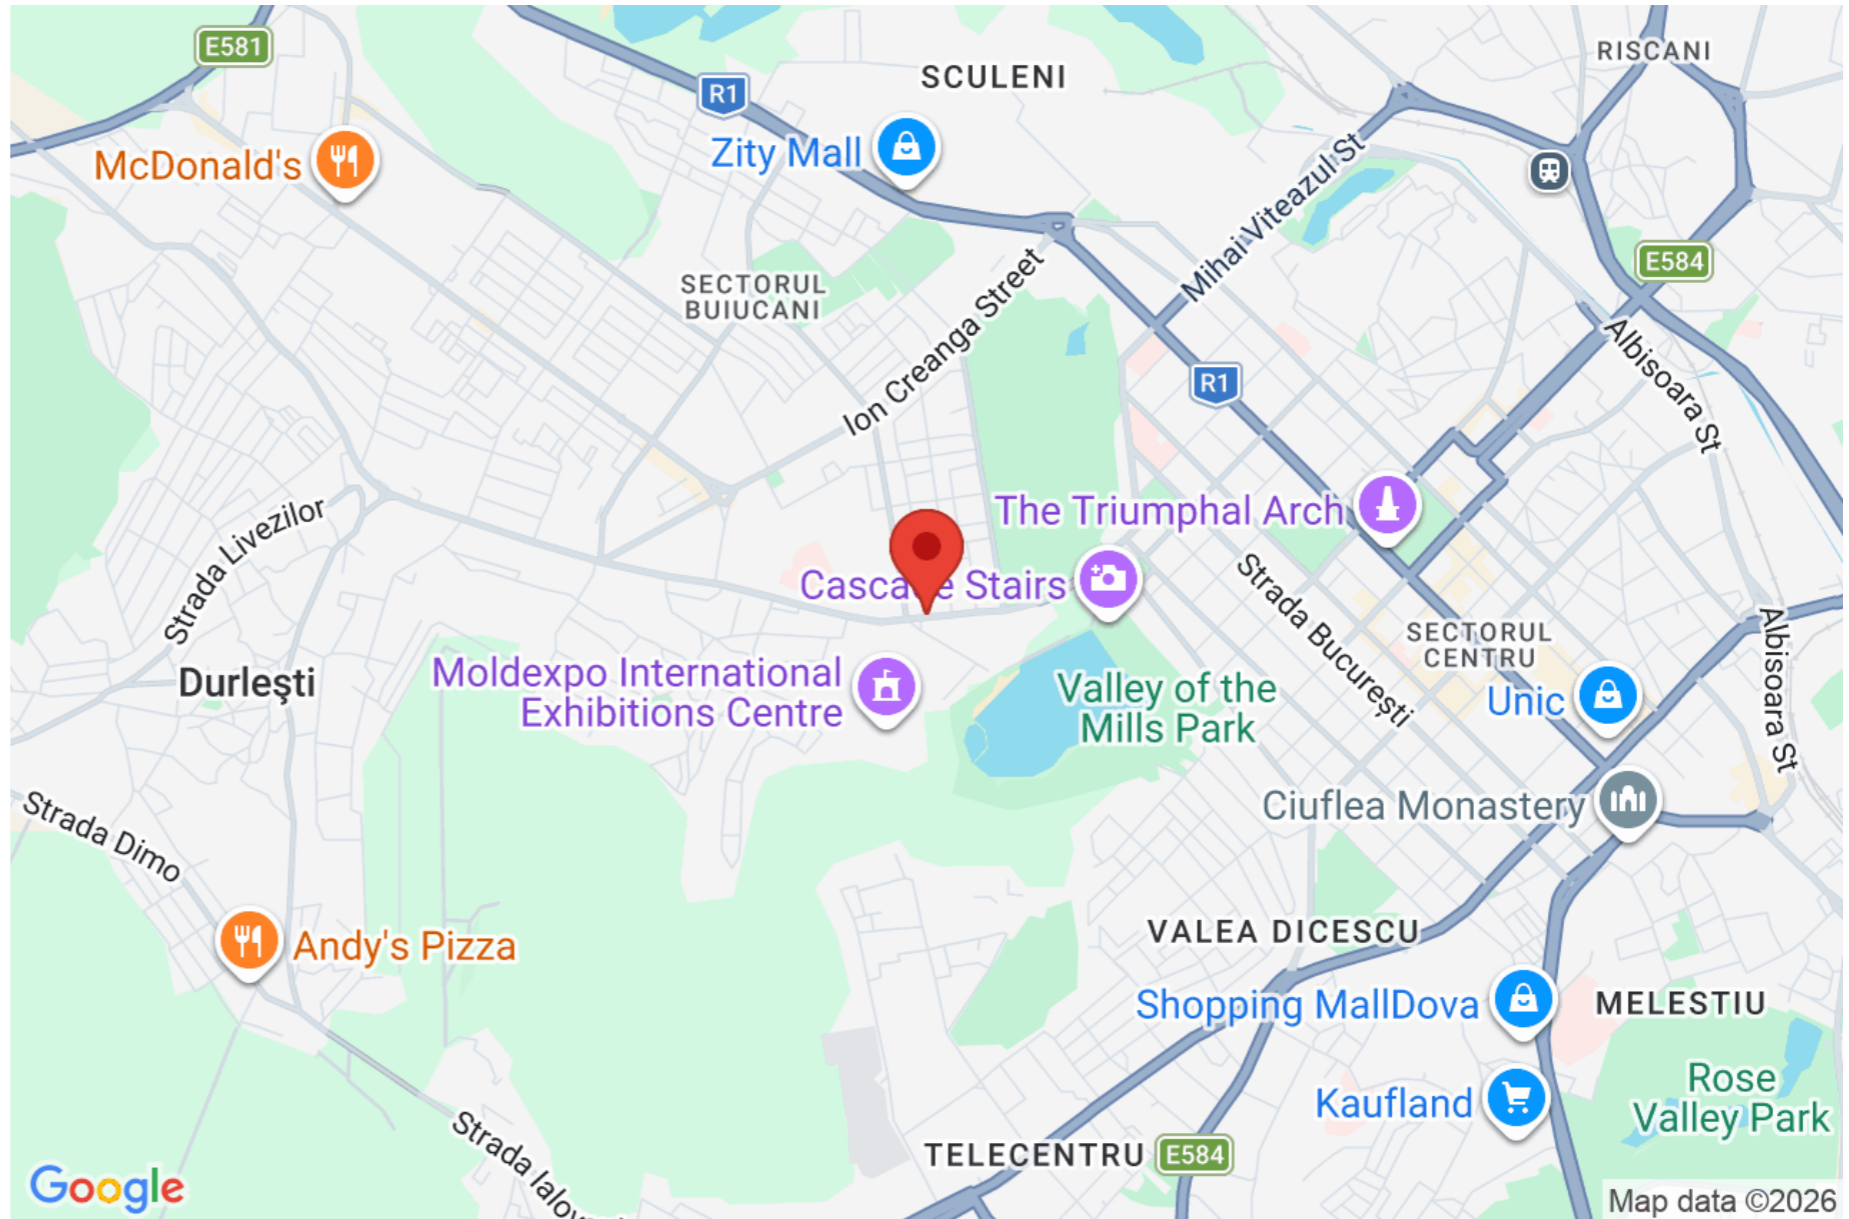 E581
R1
SCULENI
RISCANI
McDonald's
Zity Mall
Mihai Viteazul St
E584
SECTORUL
BUIUCANI
Ion Creanga Street
Albisoara St
R1
Strada Livezilor
The Triumphal Arch
Cascade Stairs
Strada București
SECTORUL
CENTRU
Albisoara St
Durlești
Moldexpo International
Exhibitions Centre
Valley of the
Mills Park
Unic
Strada Dimo
Ciuflea Monastery
Andy's Pizza
VALEA DICESCU
Shopping MallDova
MELESTIU
Kaufland
Rose
Valley Park
Strada
TELECENTRU
E584
Google
Map data ©2026